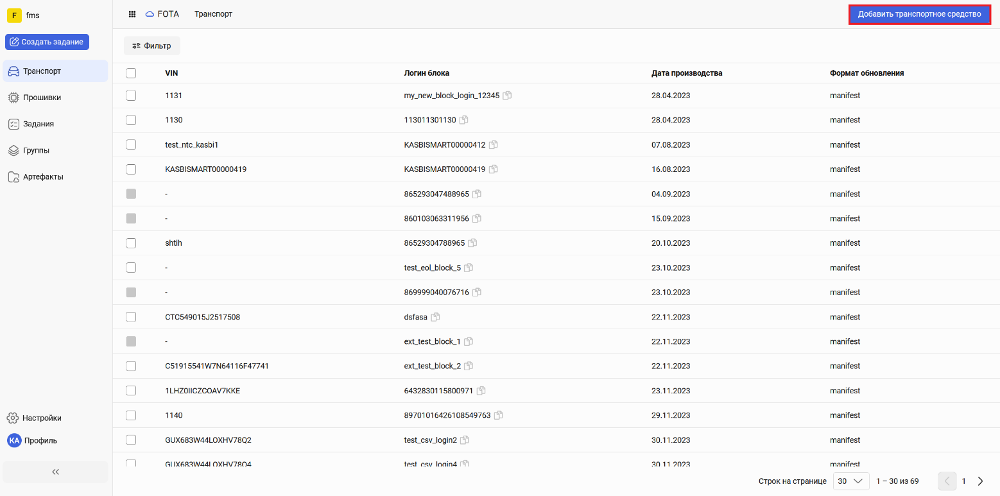 F fms
FOTA Транспорт Добавить транспортное средство
Создать задание
Фильтр
Транспорт
Прошивки
Задания
Группы
Артефакты
VIN Логин блока Дата производства Формат обновления
1131 my_new_block_login_12345 28.04.2023 manifest
1130 113011301130 28.04.2023 manifest
test_ntc_kasbi1 KASBISMART00000412 07.08.2023 manifest
KASBISMART00000419 KASBISMART00000419 16.08.2023 manifest
- 865293047488965 04.09.2023 manifest
- 860103063311956 15.09.2023 manifest
shtih 86529304788965 20.10.2023 manifest
- test_eol_block_5 23.10.2023 manifest
- 869999040076716 23.10.2023 manifest
CTC549015J2517508 dsfasa 22.11.2023 manifest
- ext_test_block_1 22.11.2023 manifest
C51915541W7N64116F47741 ext_test_block_2 22.11.2023 manifest
1LHZ0IICZCOAV7KKE 6432830115800971 23.11.2023 manifest
1140 89701016426108549763 29.11.2023 manifest
GUX683W44LOXHV78Q2 test_csv_login2 30.11.2023 manifest
GUX683W44LOXHV78Q4 test_csv_login4 30.11.2023 manifest
Настройки
KA Профиль
Строк на странице 30 1 – 30 из 69 1